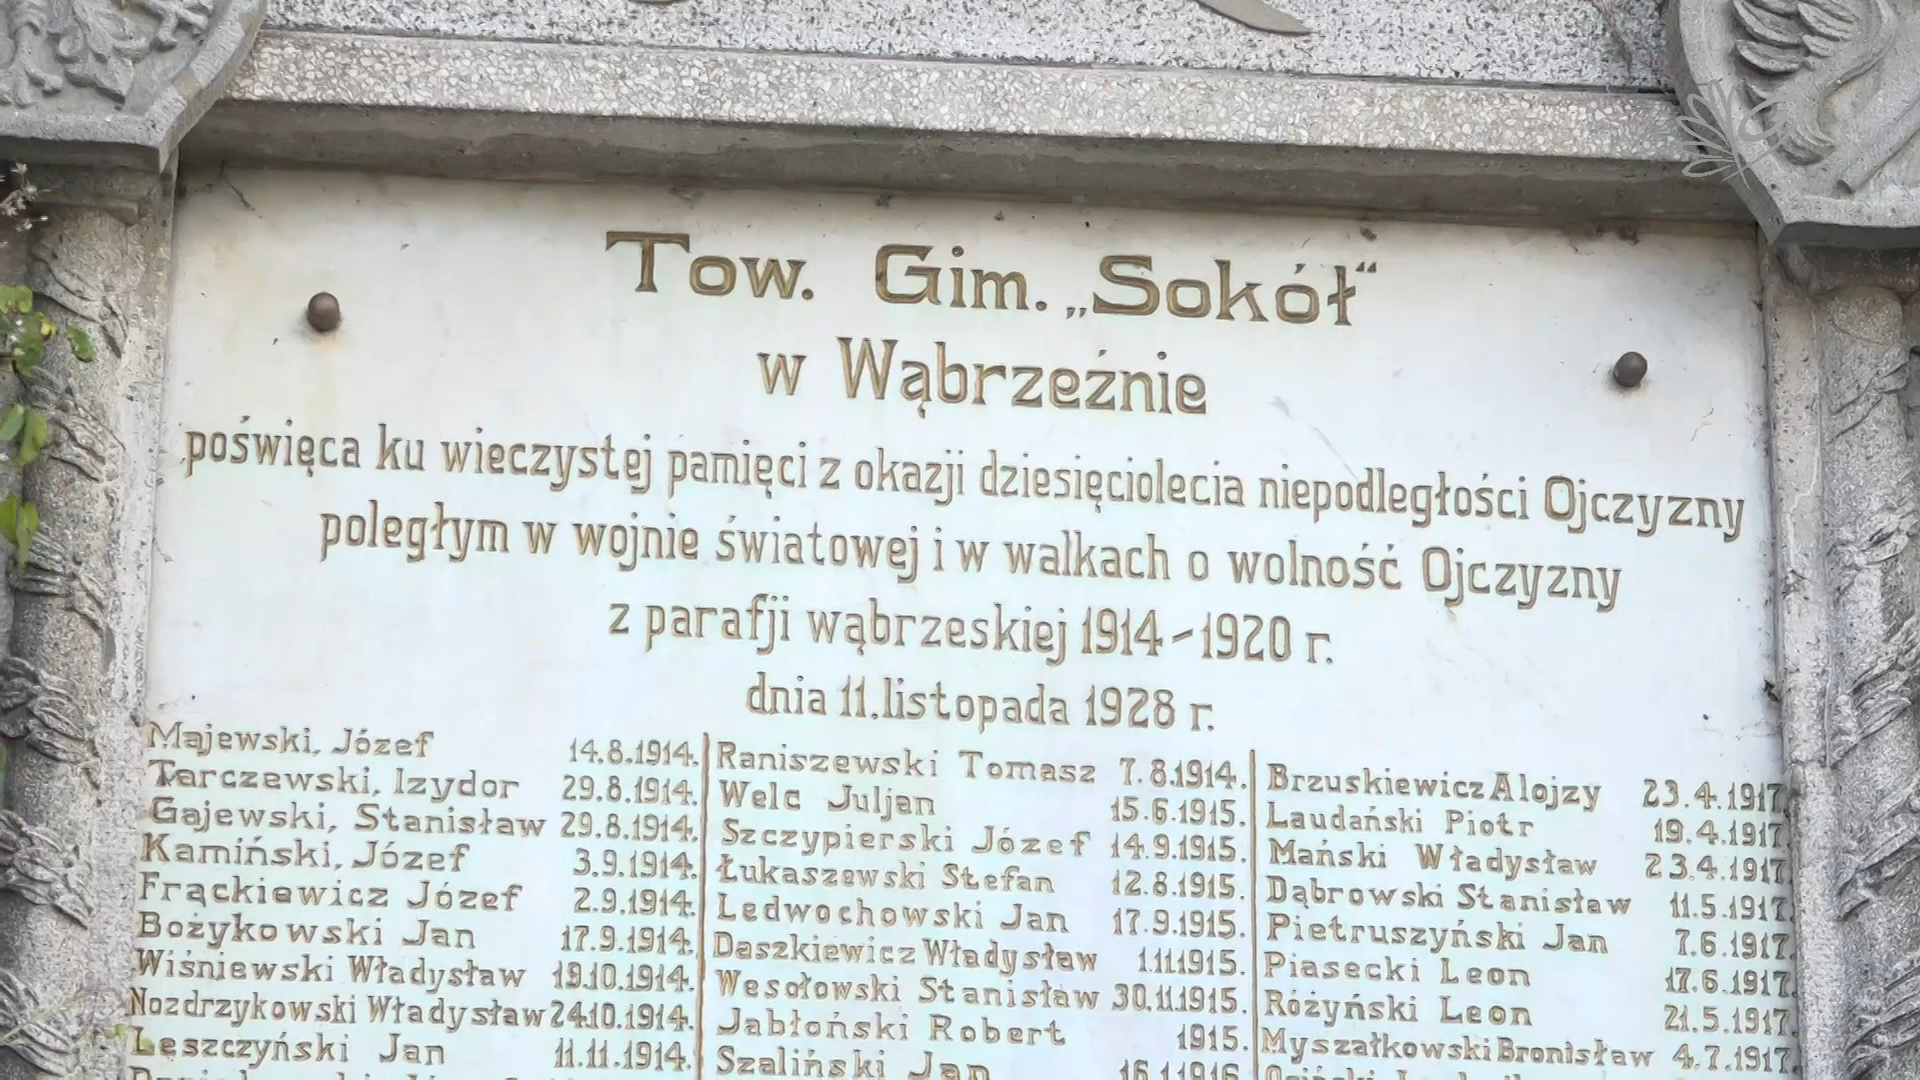 Tow. Gim. „Sokół“
w Wąbrzeźnie
poświęca ku wieczystej pamięci z okazji dziesięciolecia niepodległości Ojczyzny
poległym w wojnie światowej i w walkach o wolność Ojczyzny
z parafji wąbrzeskiej 1914-1920 r.
dnia 11.listopada 1928 r.
Majewski, Józef 14.8.1914.
Tarczewski, Izydor 29.8.1914.
Gajewski, Stanisław 29.8.1914.
Kamiński, Józef 3.9.1914.
Frąckiewicz Józef 2.9.1914.
Bożykowski Jan 17.9.1914.
Wiśniewski Władysław 19.10.1914.
Nozdrzykowski Władysław 24.10.1914.
Leszczyński Jan 11.11.1914.
Raniszewski Tomasz 7.8.1914.
Welc Juljan 15.6.1915.
Szczypierski Józef 14.9.1915.
Łukaszewski Stefan 12.8.1915.
Ledwochowski Jan 17.9.1915.
Daszkiewicz Władysław 1.11.1915.
Wesołowski Stanisław 30.11.1915.
Jabłoński Robert 1915.
Szaliński Jan 16.1.1916
Brzuskiewicz Alojzy 23.4.1917.
Laudański Piotr 19.4.1917
Mański Władysław 23.4.1917
Dąbrowski Stanisław 11.5.1917.
Pietruszyński Jan 7.6.1917.
Piasecki Leon 17.6.1917.
Różyński Leon 21.5.1917.
Myszałkowski Bronisław 4.7.1917.